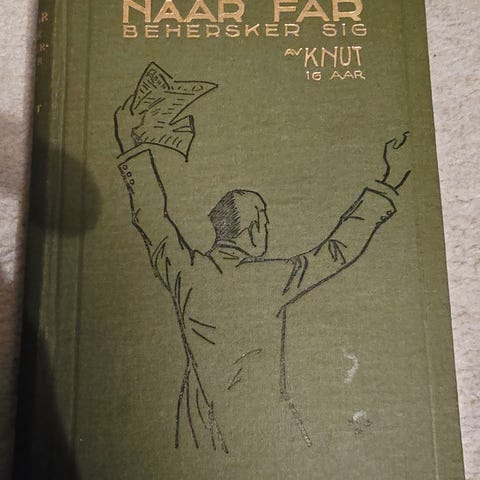 NAAR FAR
BEHERSKER SIG
AV KNUT
16 AAR